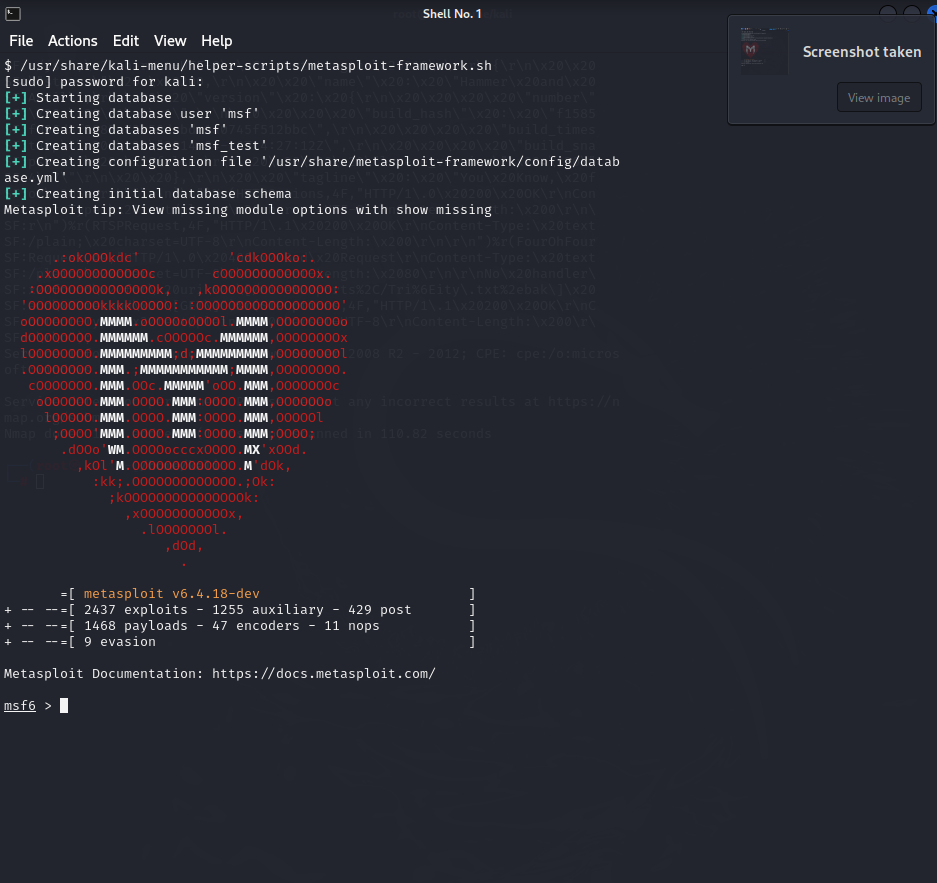 Shell No. 1
File Actions Edit View Help
Screenshot taken
View image
$ /usr/share/kali-menu/helper-scripts/metasploit-framework.sh
[sudo] password for kali:
[+] Starting database
[+] Creating database user 'msf'
[+] Creating databases 'msf'
[+] Creating databases 'msf_test'
[+] Creating configuration file '/usr/share/metasploit-framework/config/datab
ase.yml'
[+] Creating initial database schema
Metasploit tip: View missing module options with show missing
      .:okOOOkdc'           'cdkOOOko:.
    .xOOOOOOOOOOOOc       cOOOOOOOOOOOOx.
   :OOOOOOOOOOOOOOOk,   ,kOOOOOOOOOOOOOOO:
  'OOOOOOOOOkkkkOOOOO: :OOOOOOOOOOOOOOOOOO'
  oOOOOOOOO.MMMM.oOOOOoOOOOl.MMMM,OOOOOOOOo
  dOOOOOOOO.MMMMMM.cOOOOOc.MMMMMM,OOOOOOOOx
  lOOOOOOOO.MMMMMMMMM;d;MMMMMMMMM,OOOOOOOOl
  .OOOOOOOO.MMM.;MMMMMMMMMMM;MMMM,OOOOOOOO.
   cOOOOOOO.MMM.OOc.MMMMM'oOO.MMM,OOOOOOOc
    oOOOOOO.MMM.OOOO.MMM:OOOO.MMM,OOOOOOo
     lOOOOO.MMM.OOOO.MMM:OOOO.MMM,OOOOOl
      ;OOOO'MMM.OOOO.MMM:OOOO.MMM;OOOO;
       .dOOo'WM.OOOOocccxOOOO.MX'xOOd.
         ,kOl'M.OOOOOOOOOOOOO.M'dOk,
           :kk;.OOOOOOOOOOOOO.;Ok:
             ;kOOOOOOOOOOOOOOOk:
               ,xOOOOOOOOOOOx,
                 .lOOOOOOOl.
                    ,dOd,
                      .
       =[ metasploit v6.4.18-dev                          ]
+ -- --=[ 2437 exploits - 1255 auxiliary - 429 post       ]
+ -- --=[ 1468 payloads - 47 encoders - 11 nops           ]
+ -- --=[ 9 evasion                                       ]
Metasploit Documentation: https://docs.metasploit.com/
msf6 >